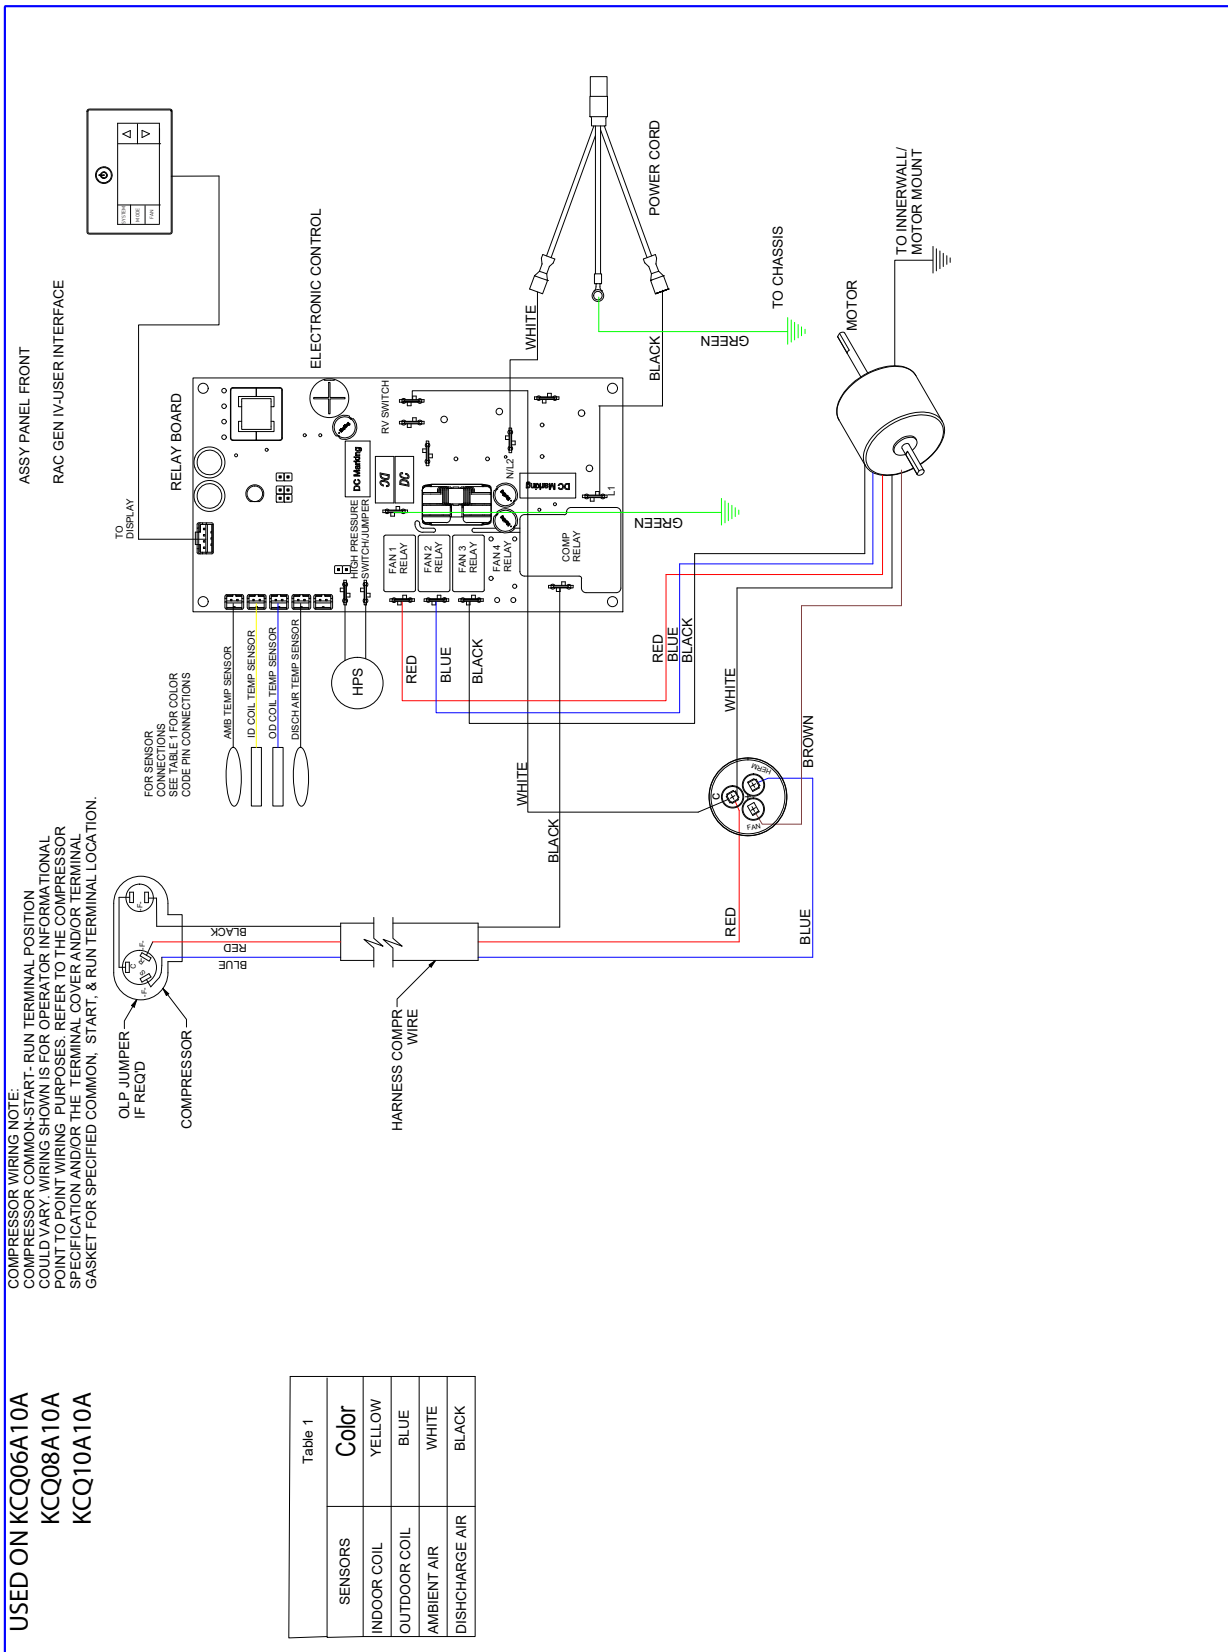 USED ON KCQ06A10A
KCQ08A10A
KCQ10A10A
COMPRESSOR WIRING NOTE:
COMPRESSOR COMMON-START- RUN TERMINAL POSITION
COULD VARY. WIRING SHOWN IS FOR OPERATOR INFORMATIONAL
POINT TO POINT WIRING PURPOSES. REFER TO THE COMPRESSOR
SPECIFICATION AND/OR THE TERMINAL COVER AND/OR TERMINAL
GASKET FOR SPECIFIED COMMON, START, & RUN TERMINAL LOCATION.
ASSY PANEL FRONT
RAC GEN IV-USER INTERFACE
SYSTEM
MODE
FAN
TO
DISPLAY
RELAY BOARD
ELECTRONIC CONTROL
FOR SENSOR
CONNECTIONS
SEE TABLE 1 FOR COLOR
CODE PIN CONNECTIONS
AMB TEMP SENSOR
ID COIL TEMP SENSOR
OD COIL TEMP SENSOR
DISCH AIR TEMP SENSOR
HPS
HIGH PRESSURE
SWITCH/JUMPER
DC Marking
DC
DC
RV SWITCH
FAN 1
RELAY
FAN 2
RELAY
FAN 3
RELAY
FAN 4
RELAY
COMP
RELAY
N/L2
DC Marking
L1
RED
BLUE
BLACK
WHITE
BLACK
GREEN
WHITE
BLACK
POWER CORD
GREEN
TO CHASSIS
MOTOR
TO INNERWALL/
MOTOR MOUNT
RED
BLUE
BLACK
WHITE
BROWN
C
HERM
FAN
RED
BLUE
OLP JUMPER
IF REQ'D
COMPRESSOR
C
R
S
-F-
-F-
-F-
BLACK
RED
BLUE
HARNESS COMPR
WIRE
Table 1
SENSORS Color
INDOOR COIL YELLOW
OUTDOOR COIL BLUE
AMBIENT AIR WHITE
DISHCHARGE AIR BLACK